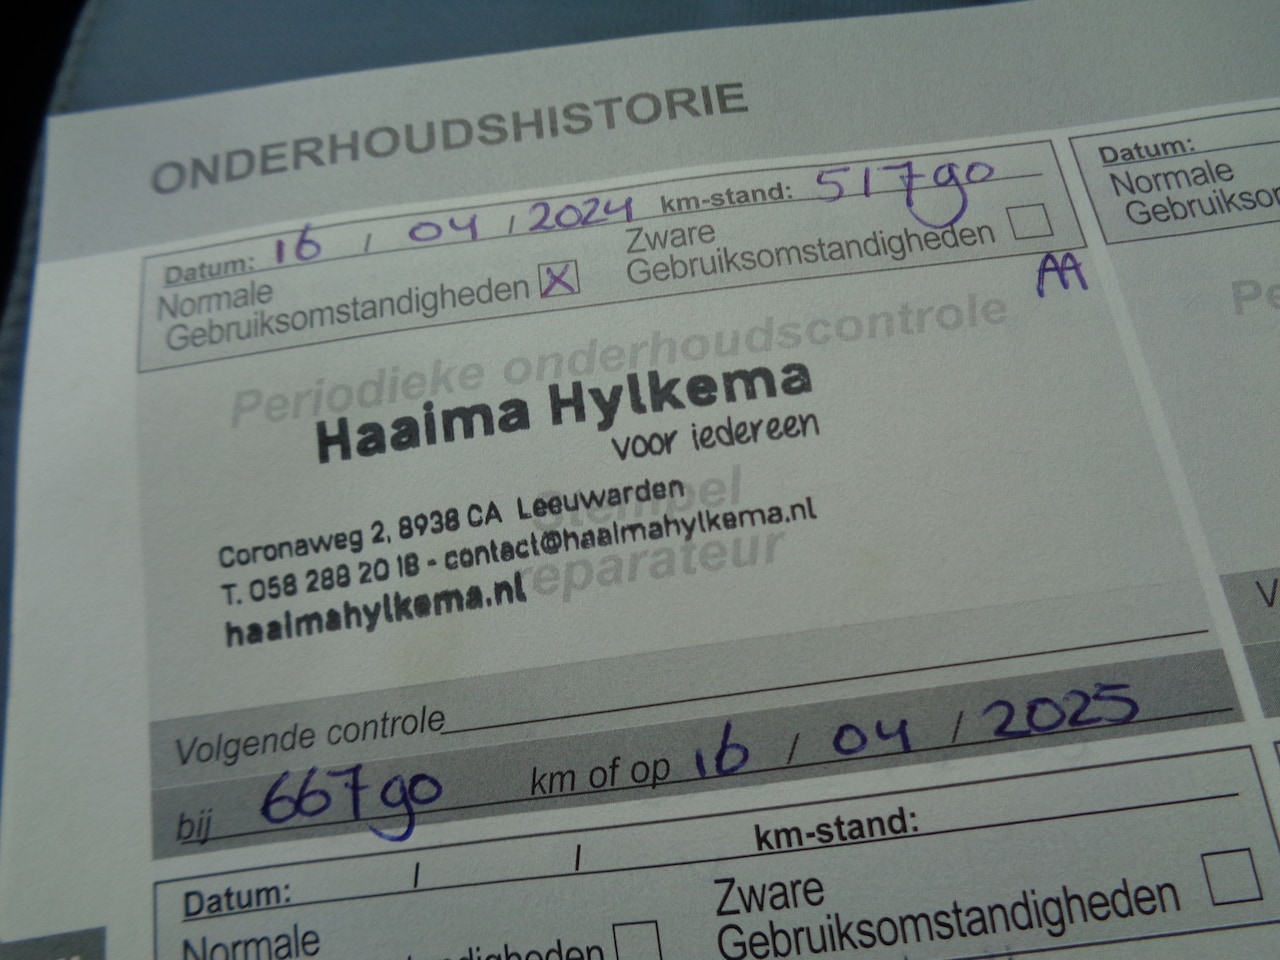 ONDERHOUDSHISTORIE
Datum: 16 / 04 / 2024 km-stand: 51790
Normale Gebruiksomstandigheden X
Zware Gebruiksomstandigheden
AA
Periodieke onderhoudscontrole
Haaima Hylkema
voor iedereen
Stempel
reparateur
Coronaweg 2, 8938 CA Leeuwarden
T. 058 288 20 18 - contact@haaimahylkema.nl
haaimahylkema.nl
Volgende controle
bij 66790 km of op 16 / 04 / 2025
Datum: / / km-stand:
Normale
Zware
Gebruiksomstandigheden
Datum:
Normale